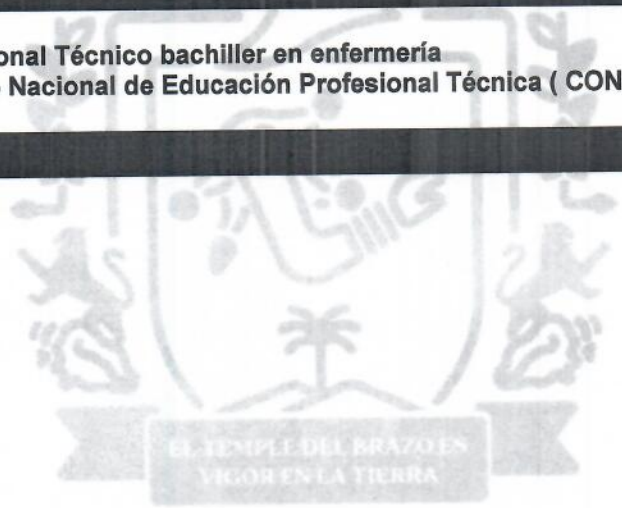 onal Técnico bachiller en enfermería
Nacional de Educación Profesional Técnica ( CON
EL TEMPLE DEL BRAZO ES
VIGOR EN LA TIERRA